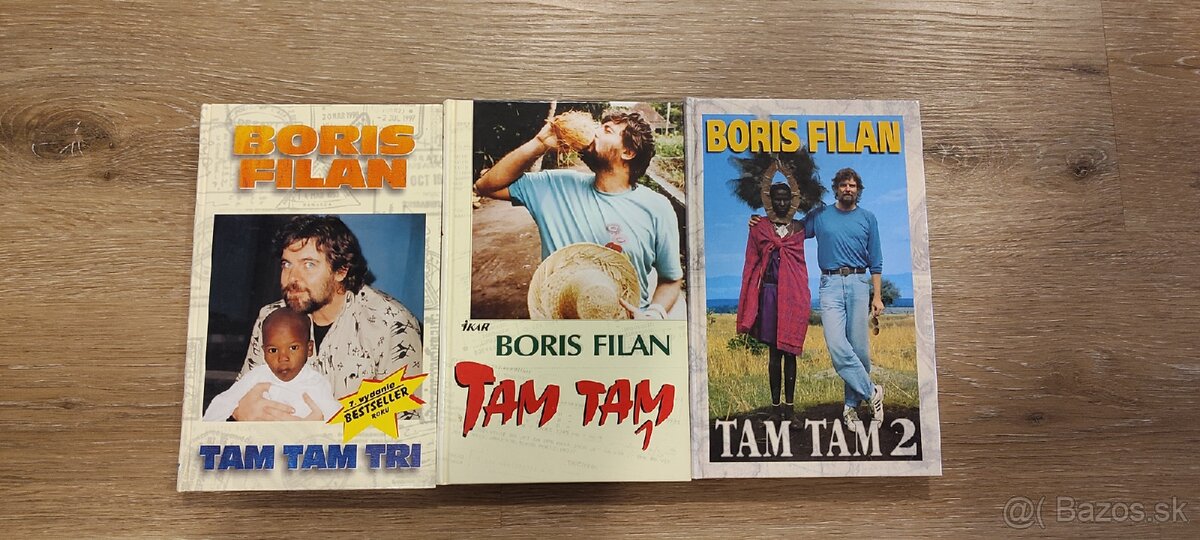 BORIS
FILAN
7. vydanie
BESTSELLER
ROKU
TAM TAM TRI
IKAR
BORIS FILAN
TAM TAM
1
BORIS FILAN
TAM TAM 2
@( Bazos.sk